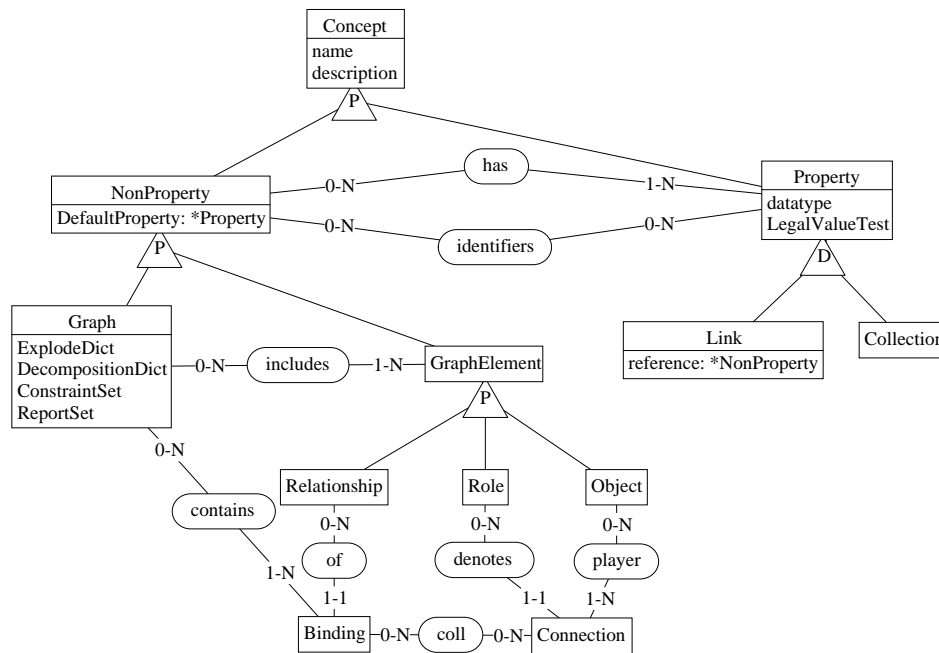 Concept
name
description
P
has
0-N
1-N
NonProperty
DefaultProperty: *Property
Property
datatype
LegalValueTest
0-N
0-N
identifiers
P
D
Graph
ExplodeDict
DecompositionDict
ConstraintSet
ReportSet
Link
reference: *NonProperty
Collection
0-N
includes
1-N
GraphElement
P
0-N
Relationship
Role
Object
contains
0-N
0-N
0-N
of
denotes
player
1-N
1-1
1-1
1-N
Binding
0-N
coll
0-N
Connection